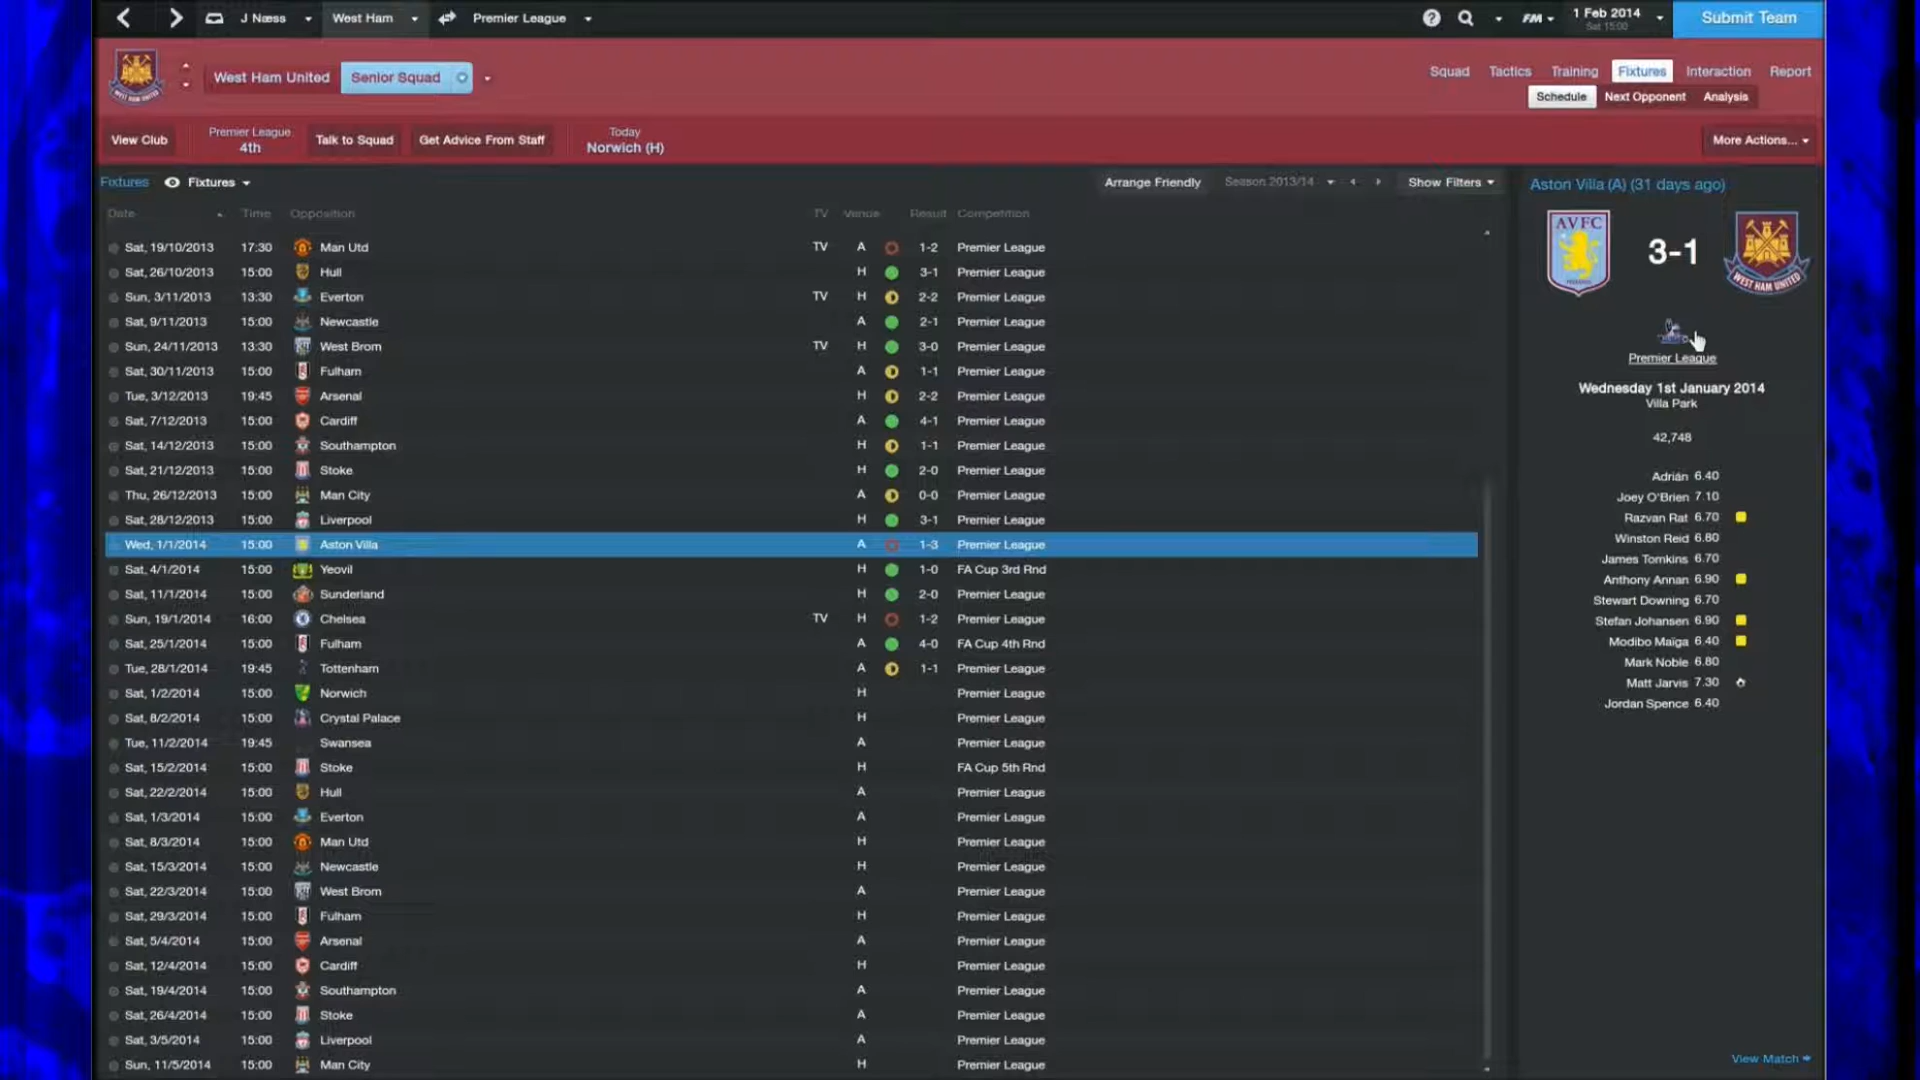 J Næss West Ham Premier League FM 1 Feb 2014 Submit Team
Sat 15:00
West Ham United Senior Squad Squad Tactics Training Fixtures Interaction Report
Schedule Next Opponent Analysis
View Club Premier League 4th Talk to Squad Get Advice From Staff Today Norwich (H) More Actions...
Fixtures Fixtures Arrange Friendly Season 2013/14 Show Filters
Date Time Opposition TV Venue Result Competition
Sat, 19/10/2013 17:30 Man Utd TV A 1-2 Premier League
Sat, 26/10/2013 15:00 Hull H 3-1 Premier League
Sun, 3/11/2013 13:30 Everton TV H 2-2 Premier League
Sat, 9/11/2013 15:00 Newcastle A 2-1 Premier League
Sun, 24/11/2013 13:30 West Brom TV H 3-0 Premier League
Sat, 30/11/2013 15:00 Fulham A 1-1 Premier League
Tue, 3/12/2013 19:45 Arsenal H 2-2 Premier League
Sat, 7/12/2013 15:00 Cardiff A 4-1 Premier League
Sat, 14/12/2013 15:00 Southampton H 1-1 Premier League
Sat, 21/12/2013 15:00 Stoke H 2-0 Premier League
Thu, 26/12/2013 15:00 Man City A 0-0 Premier League
Sat, 28/12/2013 15:00 Liverpool H 3-1 Premier League
Wed, 1/1/2014 15:00 Aston Villa A 1-3 Premier League
Sat, 4/1/2014 15:00 Yeovil H 1-0 FA Cup 3rd Rnd
Sat, 11/1/2014 15:00 Sunderland H 2-0 Premier League
Sun, 19/1/2014 16:00 Chelsea TV H 1-2 Premier League
Sat, 25/1/2014 15:00 Fulham A 4-0 FA Cup 4th Rnd
Tue, 28/1/2014 19:45 Tottenham A 1-1 Premier League
Sat, 1/2/2014 15:00 Norwich H Premier League
Sat, 8/2/2014 15:00 Crystal Palace H Premier League
Tue, 11/2/2014 19:45 Swansea A Premier League
Sat, 15/2/2014 15:00 Stoke H FA Cup 5th Rnd
Sat, 22/2/2014 15:00 Hull A Premier League
Sat, 1/3/2014 15:00 Everton A Premier League
Sat, 8/3/2014 15:00 Man Utd H Premier League
Sat, 15/3/2014 15:00 Newcastle H Premier League
Sat, 22/3/2014 15:00 West Brom A Premier League
Sat, 29/3/2014 15:00 Fulham H Premier League
Sat, 5/4/2014 15:00 Arsenal A Premier League
Sat, 12/4/2014 15:00 Cardiff H Premier League
Sat, 19/4/2014 15:00 Southampton A Premier League
Sat, 26/4/2014 15:00 Stoke A Premier League
Sat, 3/5/2014 15:00 Liverpool A Premier League
Sun, 11/5/2014 15:00 Man City H Premier League
Aston Villa (A) (31 days ago)
AVFC 3-1 WEST HAM UNITED
Premier League
Wednesday 1st January 2014
Villa Park
42,748
Adrián 6.40
Joey O'Brien 7.10
Razvan Rat 6.70
Winston Reid 6.80
James Tomkins 6.70
Anthony Annan 6.90
Stewart Downing 6.70
Stefan Johansen 6.90
Modibo Maïga 6.40
Mark Noble 6.80
Matt Jarvis 7.30
Jordan Spence 6.40
View Match